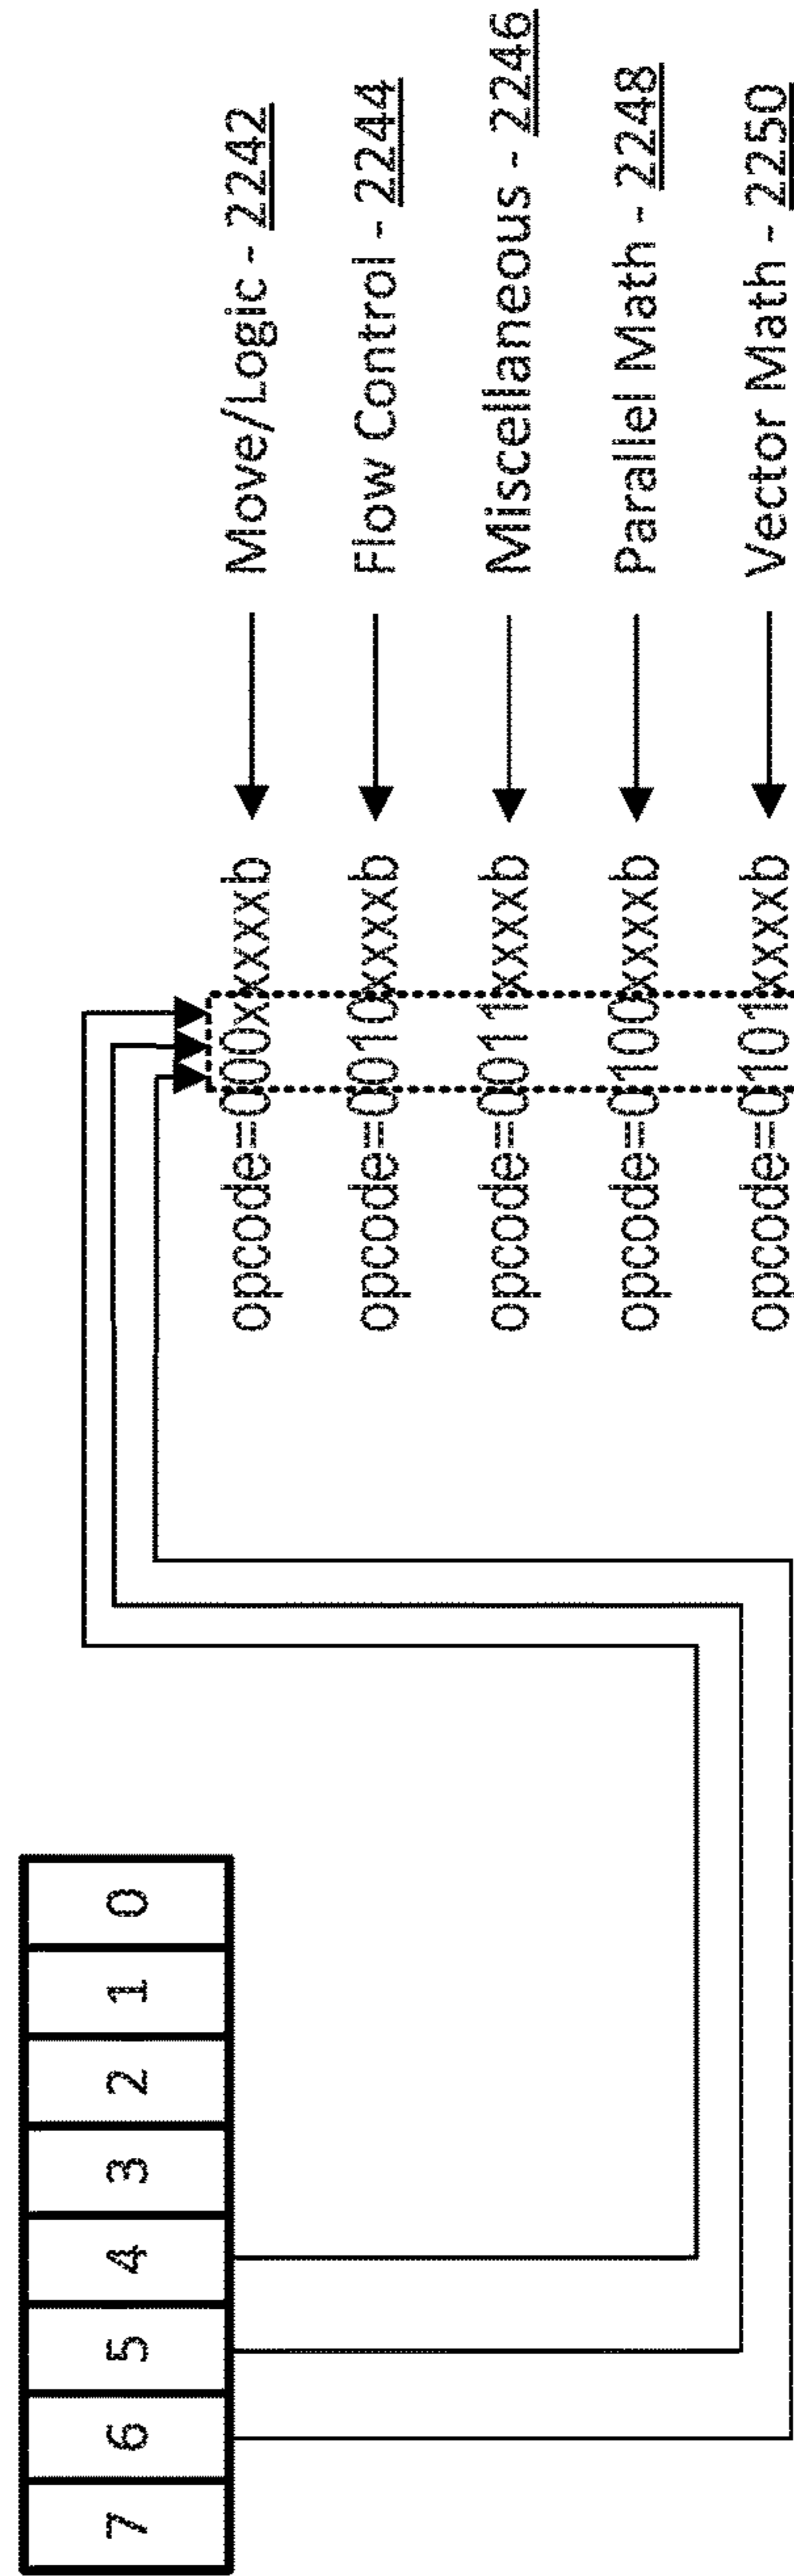 7 6 5 4 3 2 1 0
opcode=000xxxxxb Move/Logic - 2242
opcode=0010xxxxb Flow Control - 2244
opcode=0011xxxxb Miscellaneous - 2246
opcode=0100xxxxb Parallel Math - 2248
opcode=0101xxxxb Vector Math - 2250